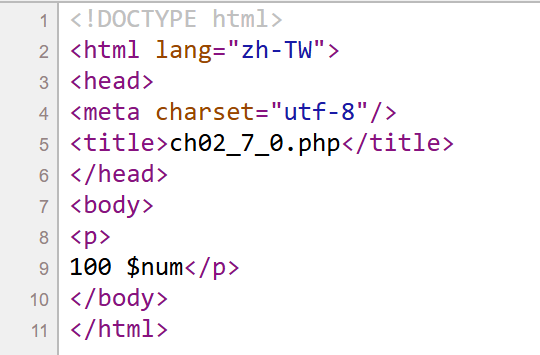 1 <!DOCTYPE html>
2 <html lang="zh-TW">
3 <head>
4 <meta charset="utf-8"/>
5 <title>ch02_7_0.php</title>
6 </head>
7 <body>
8 <p>
9 100 $num</p>
10 </body>
11 </html>